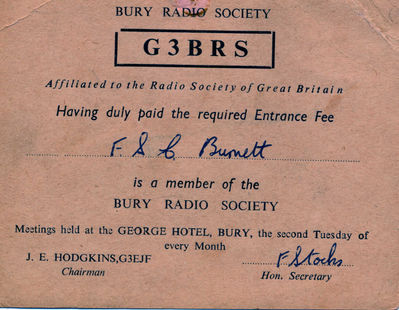 BURY RADIO SOCIETY
G3BRS
Affiliated to the Radio Society of Great Britain
Having duly paid the required Entrance Fee
F S C Burnett
is a member of the
BURY RADIO SOCIETY
Meetings held at the GEORGE HOTEL, BURY, the second Tuesday of
every Month
J. E. HODGKINS,G3EJF
F Stocks
Chairman
Hon. Secretary